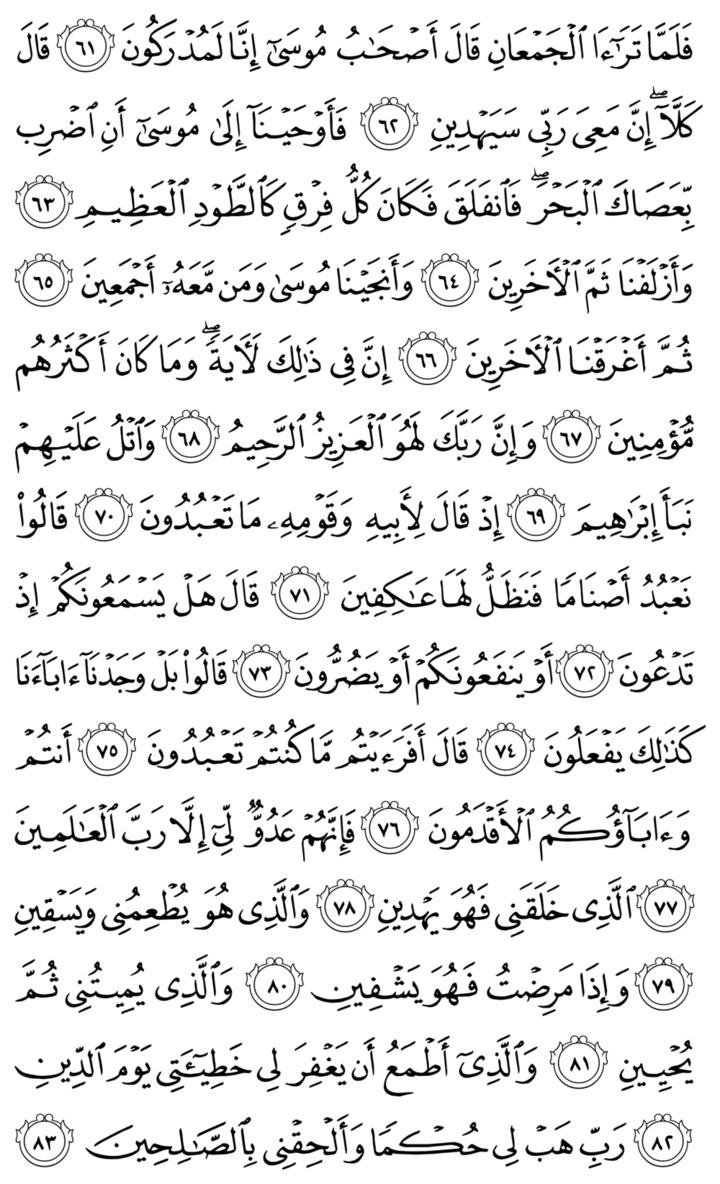 فَلَمَّا تَرَٰٓءَا ٱلۡجَمۡعَانِ قَالَ أَصۡحَٰبُ مُوسَىٰٓ إِنَّا لَمُدۡرَكُونَ ٦١ قَالَ
كَلَّآۖ إِنَّ مَعِيَ رَبِّي سَيَهۡدِينِ ٦٢ فَأَوۡحَيۡنَآ إِلَىٰ مُوسَىٰٓ أَنِ ٱضۡرِب
بِّعَصَاكَ ٱلۡبَحۡرَۖ فَٱنفَلَقَ فَكَانَ كُلُّ فِرۡقٖ كَٱلطَّوۡدِ ٱلۡعَظِيمِ ٦٣
وَأَزۡلَفۡنَا ثَمَّ ٱلۡأٓخَرِينَ ٦٤ وَأَنجَيۡنَا مُوسَىٰ وَمَن مَّعَهُۥٓ أَجۡمَعِينَ ٦٥
ثُمَّ أَغۡرَقۡنَا ٱلۡأٓخَرِينَ ٦٦ إِنَّ فِي ذَٰلِكَ لَأٓيَةٗۖ وَمَا كَانَ أَكۡثَرُهُم
مُّؤۡمِنِينَ ٦٧ وَإِنَّ رَبَّكَ لَهُوَ ٱلۡعَزِيزُ ٱلرَّحِيمُ ٦٨ وَٱتۡلُ عَلَيۡهِمۡ
نَبَأَ إِبۡرَٰهِيمَ ٦٩ إِذۡ قَالَ لِأَبِيهِ وَقَوۡمِهِۦ مَا تَعۡبُدُونَ ٧٠ قَالُواْ
نَعۡبُدُ أَصۡنَامٗا فَنَظَلُّ لَهَا عَٰكِفِينَ ٧١ قَالَ هَلۡ يَسۡمَعُونَكُمۡ إِذۡ
تَدۡعُونَ ٧٢ أَوۡ يَنفَعُونَكُمۡ أَوۡ يَضُرُّونَ ٧٣ قَالُواْ بَلۡ وَجَدۡنَآ ءَابَآءَنَا
كَذَٰلِكَ يَفۡعَلُونَ ٧٤ قَالَ أَفَرَءَيۡتُم مَّا كُنتُمۡ تَعۡبُدُونَ ٧٥ أَنتُمۡ
وَءَابَآؤُكُمُ ٱلۡأَقۡدَمُونَ ٧٦ فَإِنَّهُمۡ عَدُوّٞ لِّيٓ إِلَّا رَبَّ ٱلۡعَٰلَمِينَ
٧٧ ٱلَّذِي خَلَقَنِي فَهُوَ يَهۡدِينِ ٧٨ وَٱلَّذِي هُوَ يُطۡعِمُنِي وَيَسۡقِينِ
٧٩ وَإِذَا مَرِضۡتُ فَهُوَ يَشۡفِينِ ٨٠ وَٱلَّذِي يُمِيتُنِي ثُمَّ
يُحۡيِينِ ٨١ وَٱلَّذِيٓ أَطۡمَعُ أَن يَغۡفِرَ لِي خَطِيٓـَٔتِي يَوۡمَ ٱلدِّينِ
٨٢ رَبِّ هَبۡ لِي حُكۡمٗا وَأَلۡحِقۡنِي بِٱلصَّٰلِحِينَ ٨٣